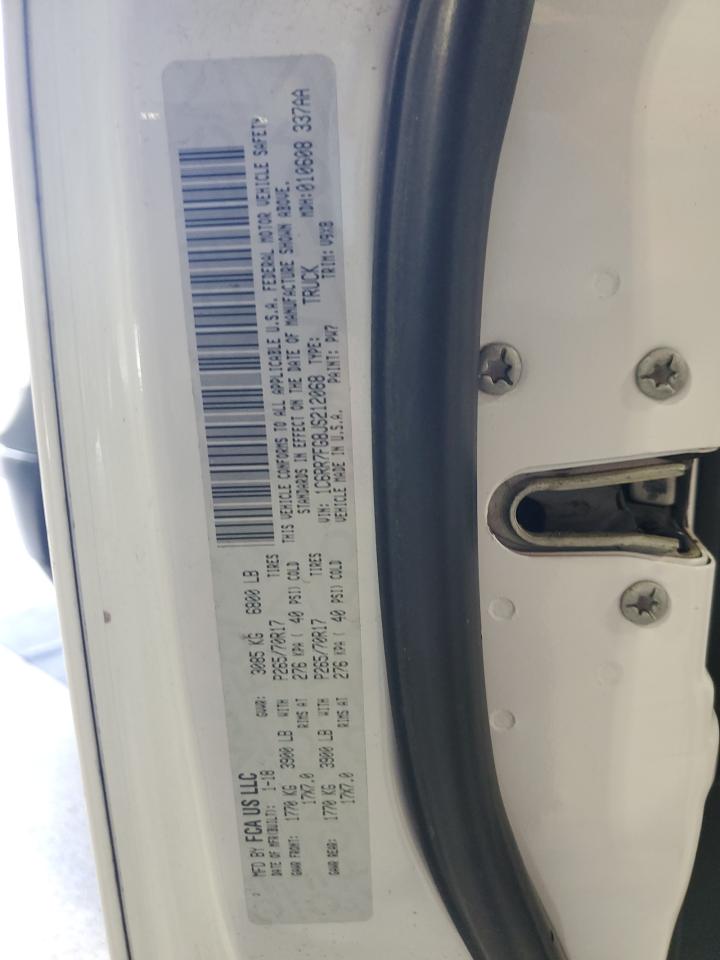 MFD BY FCA US LLC
DATE OF MFR(BUILT): 1-18 GVWR: 3085 KG 6800 LB
GAWR FRONT: 1770 KG 3900 LB WITH P265/70R17 TIRES
17X7.0 RIMS AT 276 KPA ( 40 PSI) COLD
GAWR REAR: 1770 KG 3900 LB WITH P265/70R17 TIRES
17X7.0 RIMS AT 276 KPA ( 40 PSI) COLD
THIS VEHICLE CONFORMS TO ALL APPLICABLE U.S.A. FEDERAL MOTOR VEHICLE SAFETY
STANDARDS IN EFFECT ON THE DATE OF MANUFACTURE SHOWN ABOVE.
VIN: 1C6RR7FG8JS212068 TYPE: TRUCK MDH:010608 337AA
VEHICLE MADE IN U.S.A. PAINT: PW7 TRIM: V9X8